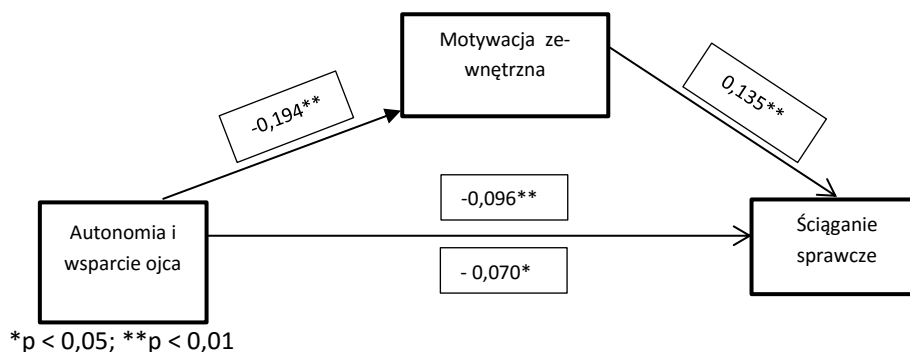 Motywacja ze-
wnętrzna
-0,194**
0,135**
-0,096**
Autonomia i
wsparcie ojca
Ściąganie
sprawcze
- 0,070*
*p < 0,05; **p < 0,01